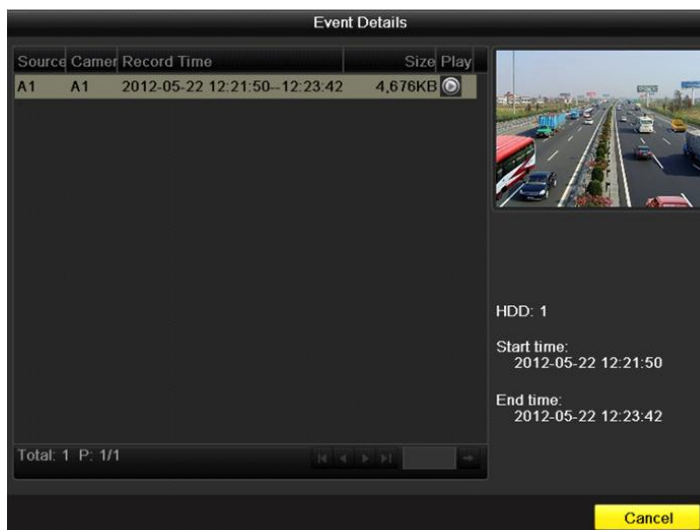 Event Details
Source Camer Record Time Size Play
A1 A1 2012-05-22 12:21:50--12:23:42 4,676KB
HDD: 1
Start time:
2012-05-22 12:21:50
End time:
2012-05-22 12:23:42
Total: 1 P: 1/1
Cancel